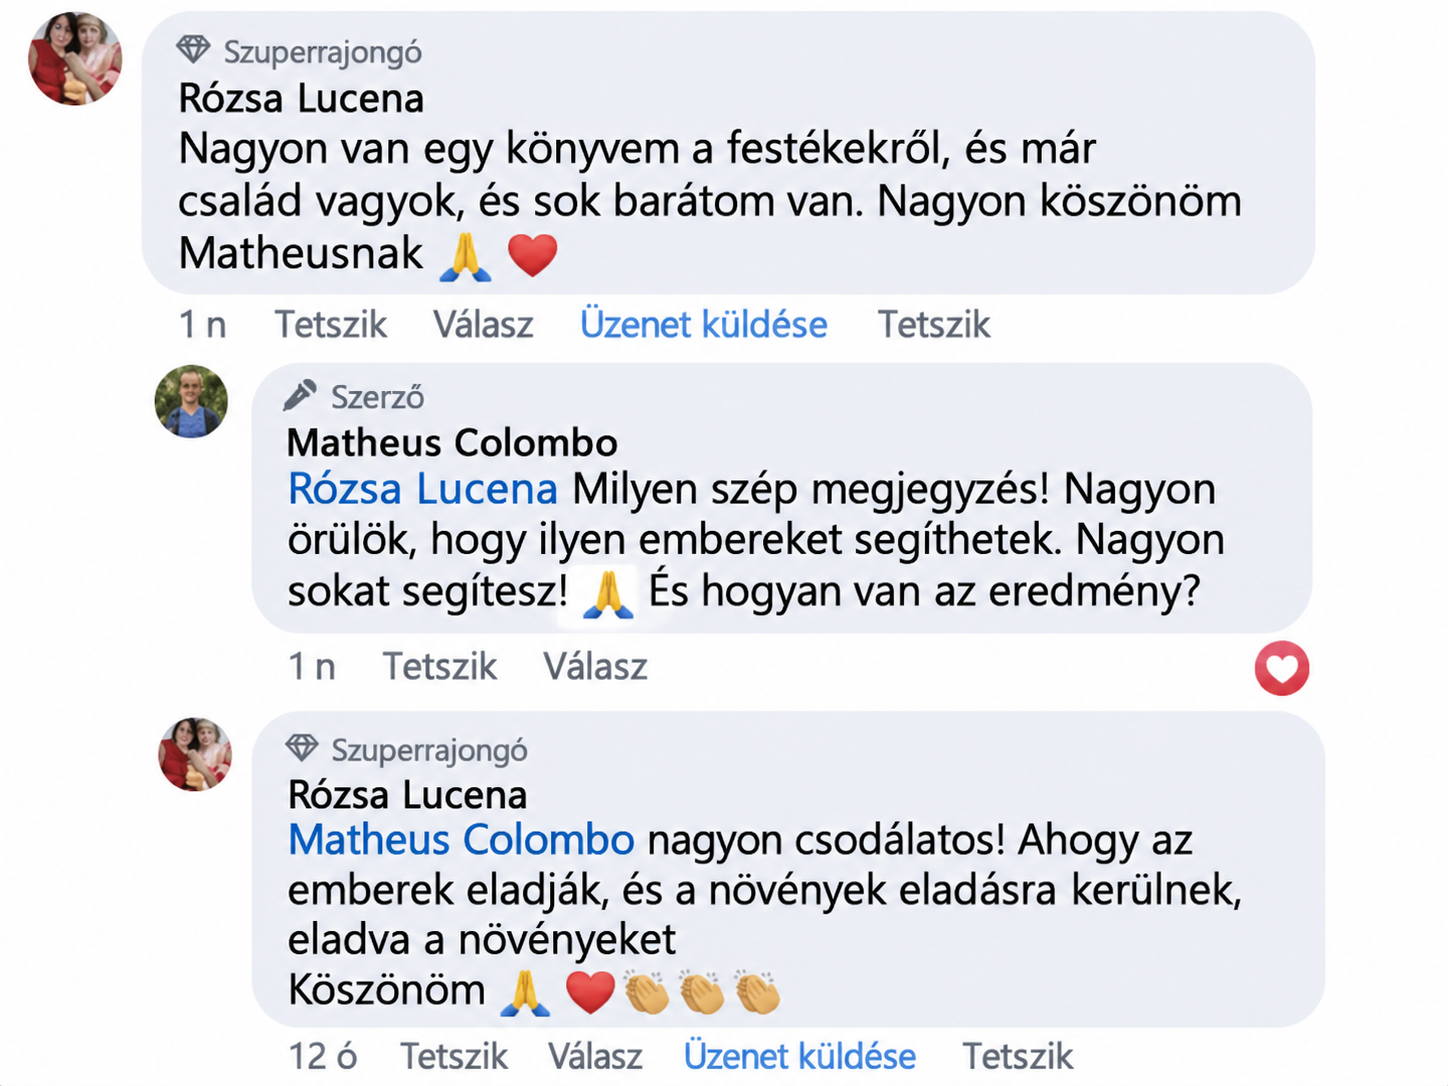 Szuperrajongó
Rózsa Lucena
Nagyon van egy könyvem a festékekről, és már
család vagyok, és sok barátom van. Nagyon köszönöm
Matheusnak 🙏 ❤️
1 n Tetszik Válasz Üzenet küldése Tetszik
Szerző
Matheus Colombo
Rózsa Lucena Milyen szép megjegyzés! Nagyon
örülök, hogy ilyen embereket segíthetek. Nagyon
sokat segítesz! 🙏 És hogyan van az eredmény?
1 n Tetszik Válasz
Szuperrajongó
Rózsa Lucena
Matheus Colombo nagyon csodálatos! Ahogy az
emberek eladják, és a növények eladásra kerülnek,
eladva a növényeket
Köszönöm 🙏 ❤️👏👏👏
12 ó Tetszik Válasz Üzenet küldése Tetszik